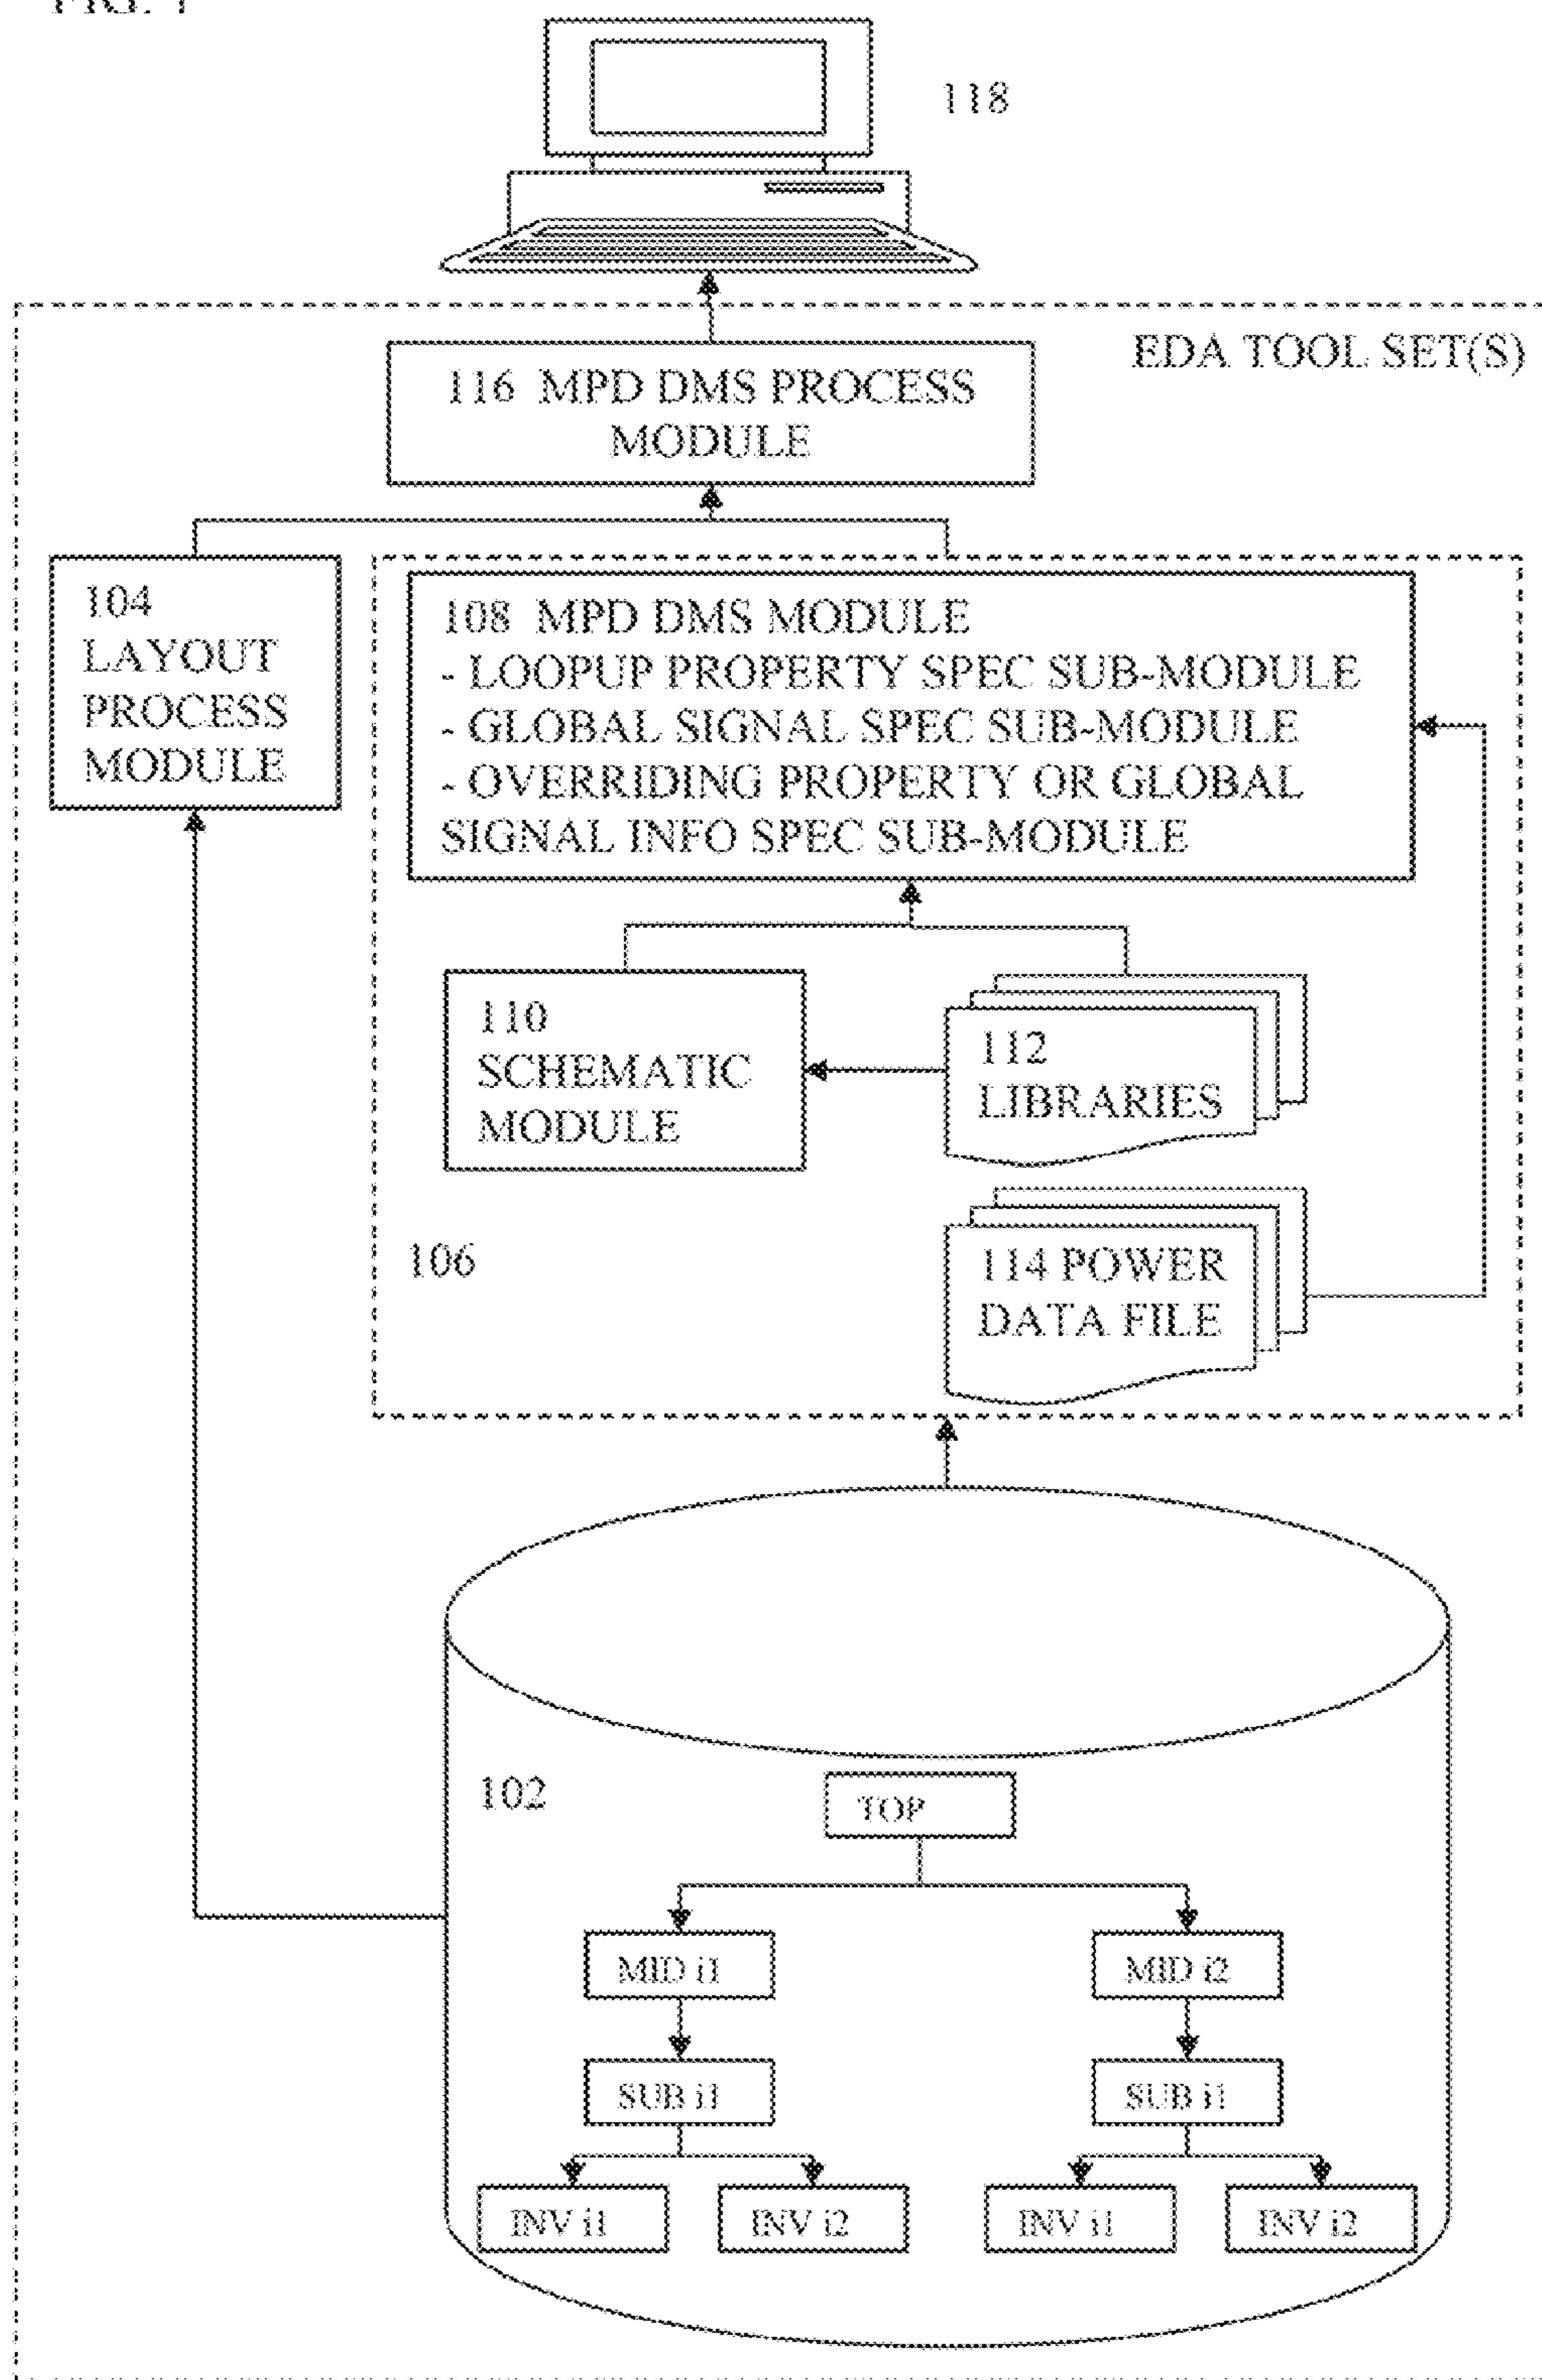 118
EDA TOOL SET(S)
116 MPD DMS PROCESS
MODULE
104
LAYOUT
PROCESS
MODULE
108 MPD DMS MODULE
- LOOPUP PROPERTY SPEC SUB-MODULE
- GLOBAL SIGNAL SPEC SUB-MODULE
- OVERRIDING PROPERTY OR GLOBAL
SIGNAL INFO SPEC SUB-MODULE
110
SCHEMATIC
MODULE
112
LIBRARIES
106
114 POWER
DATA FILE
102
TOP
MID i1
MID i2
SUB i1
SUB i1
INV i1
INV i2
INV i1
INV i2